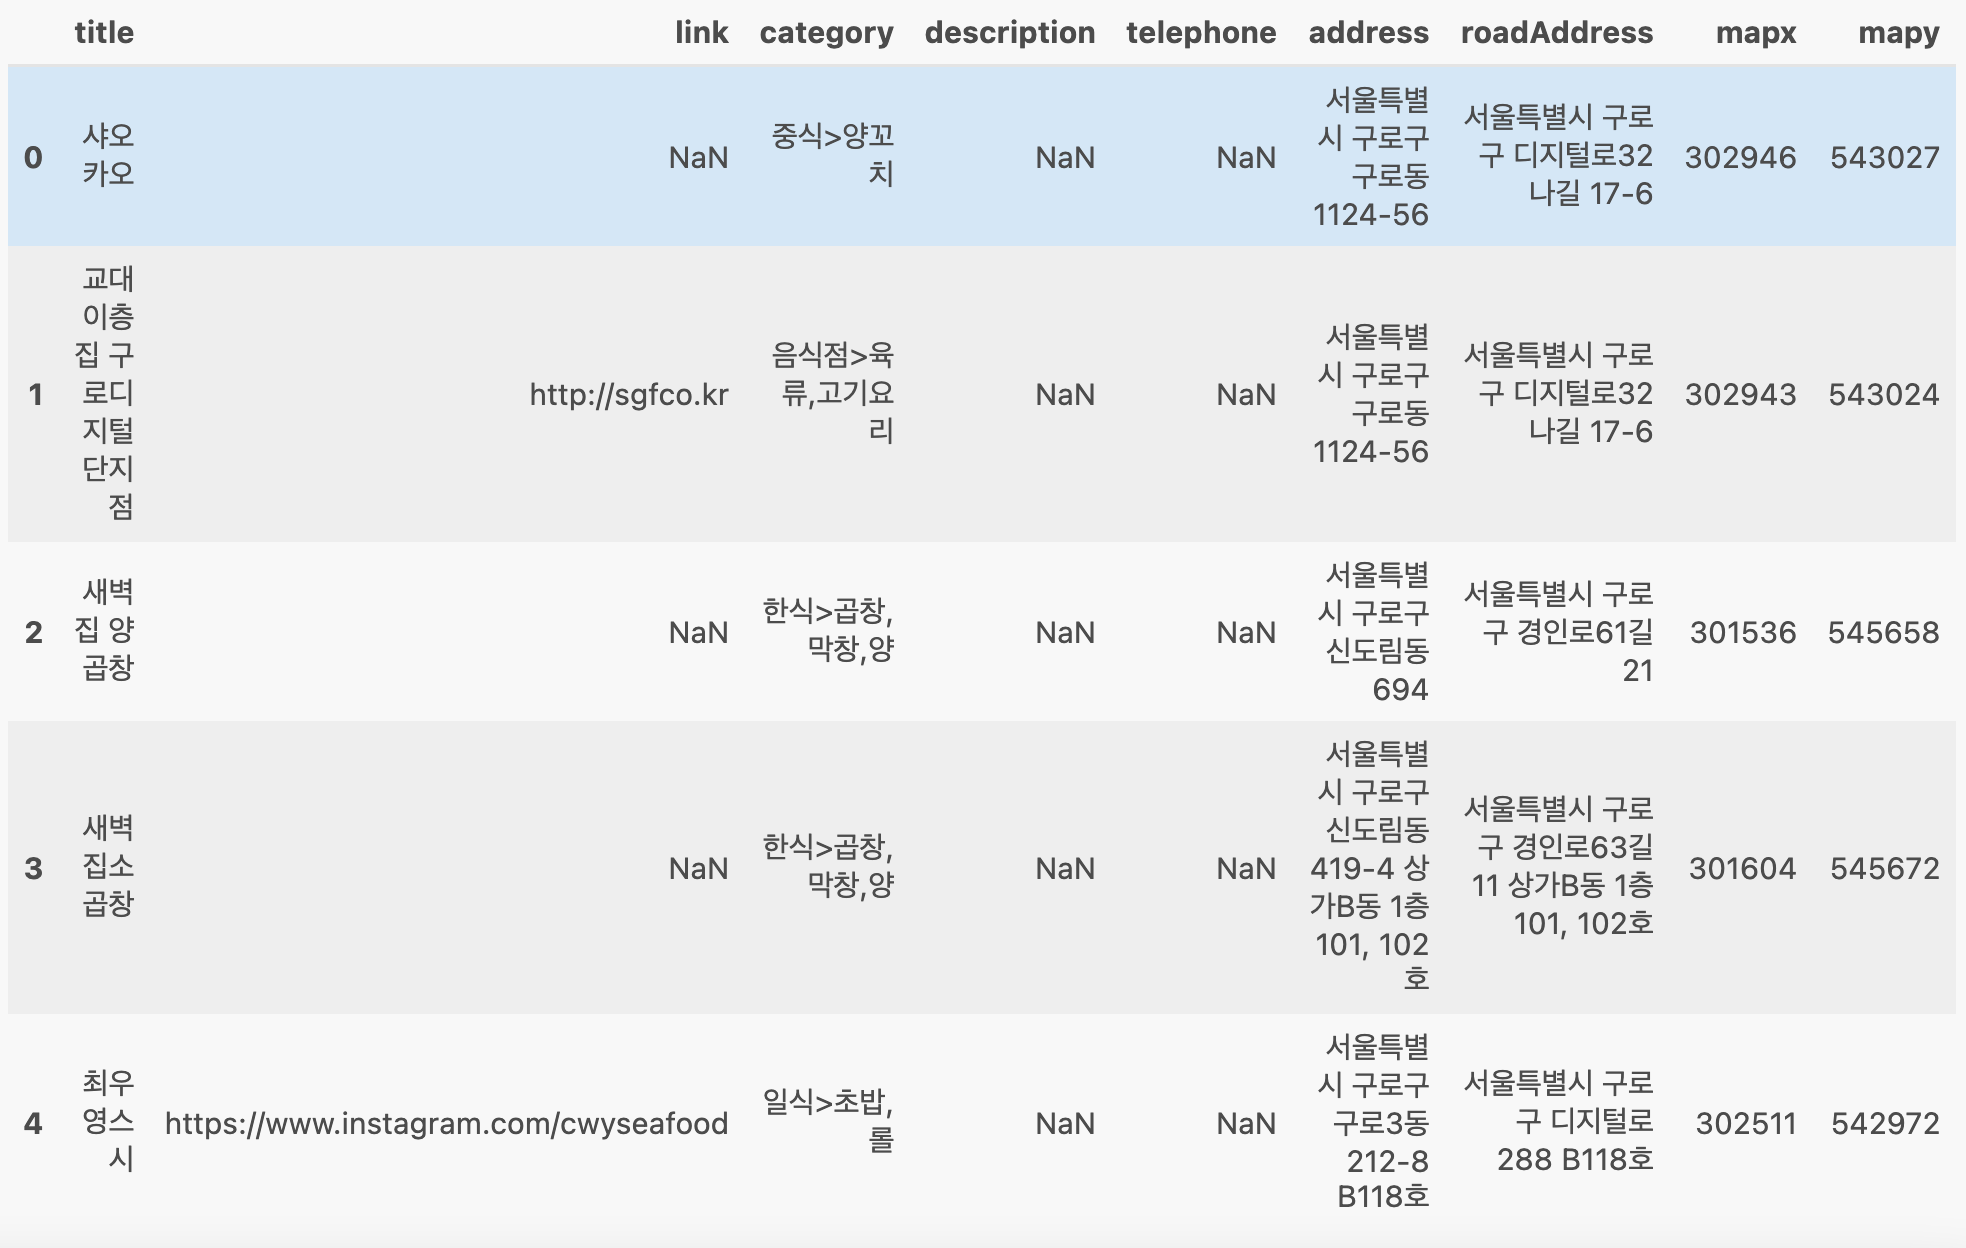 title link category description telephone address roadAddress mapx mapy
0 샤오
카오 NaN 중식>양꼬
치 NaN NaN 서울특별
시 구로구
구로동
1124-56 서울특별시 구로
구 디지털로32
나길 17-6 302946 543027
1 교대
이층
집 구
로디
지털
단지
점 http://sgfco.kr 음식점>육
류,고기요
리 NaN NaN 서울특별
시 구로구
구로동
1124-56 서울특별시 구로
구 디지털로32
나길 17-6 302943 543024
2 새벽
집 양
곱창 NaN 한식>곱창,
막창,양 NaN NaN 서울특별
시 구로구
신도림동
694 서울특별시 구로
구 경인로61길
21 301536 545658
3 새벽
집소
곱창 NaN 한식>곱창,
막창,양 NaN NaN 서울특별
시 구로구
신도림동
419-4 상
가B동 1층
101, 102
호 서울특별시 구로
구 경인로63길
11 상가B동 1층
101, 102호 301604 545672
4 최우
영스
시 https://www.instagram.com/cwyseafood 일식>초밥,
롤 NaN NaN 서울특별
시 구로구
구로3동
212-8
B118호 서울특별시 구로
구 디지털로
288 B118호 302511 542972